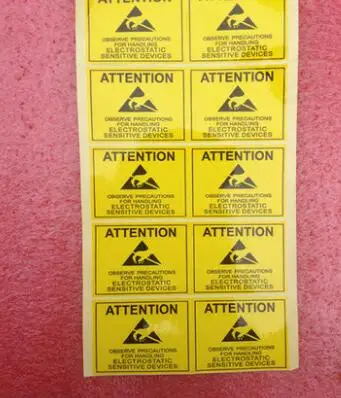 ATTENTION
OBSERVE PRECAUTIONS
FOR HANDLING
ELECTROSTATIC
SENSITIVE DEVICES
ATTENTION
OBSERVE PRECAUTIONS
FOR HANDLING
ELECTROSTATIC
SENSITIVE DEVICES
ATTENTION
OBSERVE PRECAUTIONS
FOR HANDLING
ELECTROSTATIC
SENSITIVE DEVICES
ATTENTION
OBSERVE PRECAUTIONS
FOR HANDLING
ELECTROSTATIC
SENSITIVE DEVICES
ATTENTION
OBSERVE PRECAUTIONS
FOR HANDLING
ELECTROSTATIC
SENSITIVE DEVICES
ATTENTION
OBSERVE PRECAUTIONS
FOR HANDLING
ELECTROSTATIC
SENSITIVE DEVICES
ATTENTION
OBSERVE PRECAUTIONS
FOR HANDLING
ELECTROSTATIC
SENSITIVE DEVICES
ATTENTION
OBSERVE PRECAUTIONS
FOR HANDLING
ELECTROSTATIC
SENSITIVE DEVICES
ATTENTION
OBSERVE PRECAUTIONS
FOR HANDLING
ELECTROSTATIC
SENSITIVE DEVICES
ATTENTION
OBSERVE PRECAUTIONS
FOR HANDLING
ELECTROSTATIC
SENSITIVE DEVICES